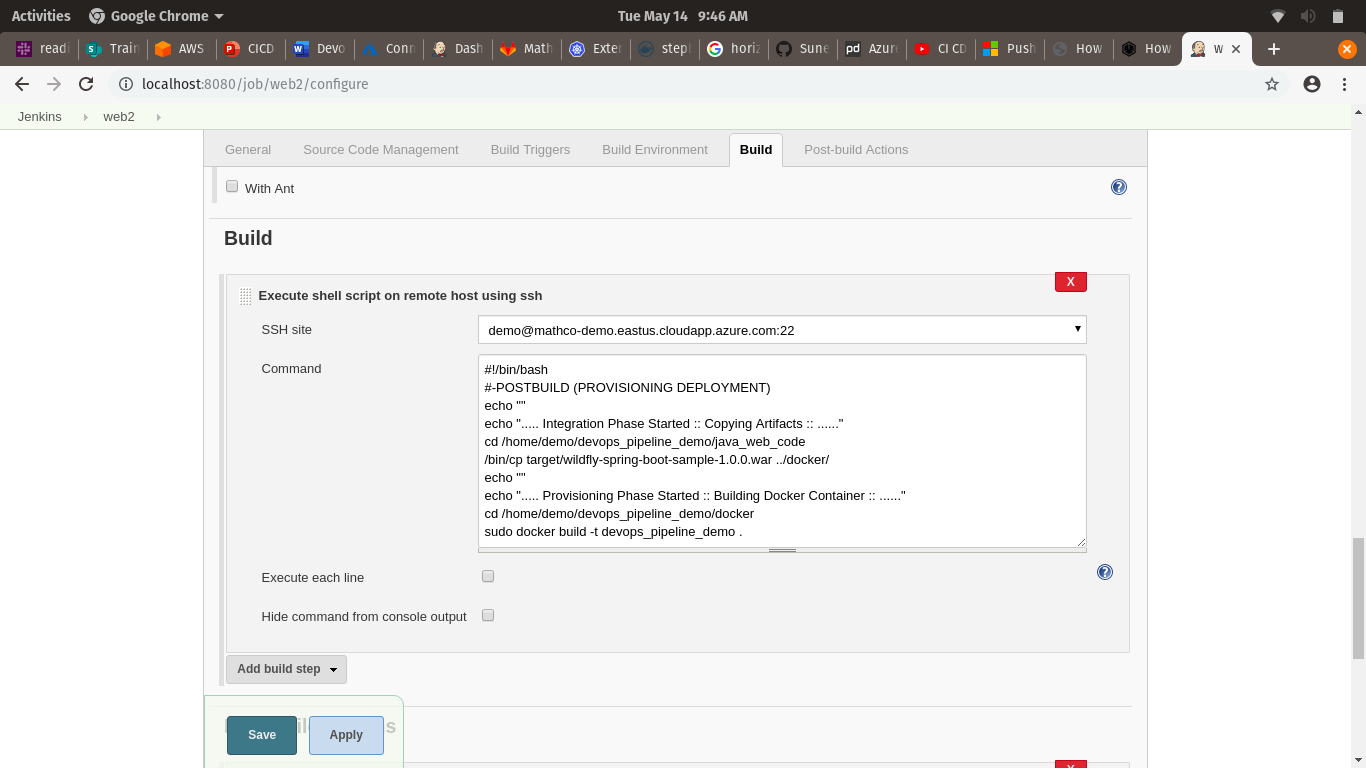 Activities
Google Chrome
Tue May 14 9:46 AM
read
Train
AWS
CICD
Devo
Conn
Dash
Math
Exter
step
horiz
Sune
Azur
CI CD
Push
How
How
W
localhost:8080/job/web2/configure
Jenkins
web2
General
Source Code Management
Build Triggers
Build Environment
Build
Post-build Actions
With Ant
Build
X
Execute shell script on remote host using ssh
SSH site
demo@mathco-demo.eastus.cloudapp.azure.com:22
Command
#!/bin/bash
#-POSTBUILD (PROVISIONING DEPLOYMENT)
echo ""
echo "..... Integration Phase Started :: Copying Artifacts :: ......"
cd /home/demo/devops_pipeline_demo/java_web_code
/bin/cp target/wildfly-spring-boot-sample-1.0.0.war ../docker/
echo ""
echo "..... Provisioning Phase Started :: Building Docker Container :: ......"
cd /home/demo/devops_pipeline_demo/docker
sudo docker build -t devops_pipeline_demo .
Execute each line
Hide command from console output
Add build step
Save
Apply
X